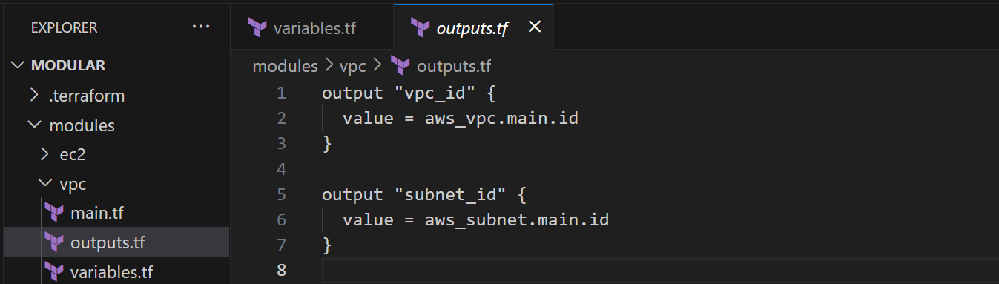 EXPLORER ...
MODULAR
.terraform
modules
ec2
vpc
main.tf
outputs.tf
variables.tf
variables.tf outputs.tf
modules > vpc > outputs.tf
1 output "vpc_id" {
2 value = aws_vpc.main.id
3 }
4
5 output "subnet_id" {
6 value = aws_subnet.main.id
7 }
8